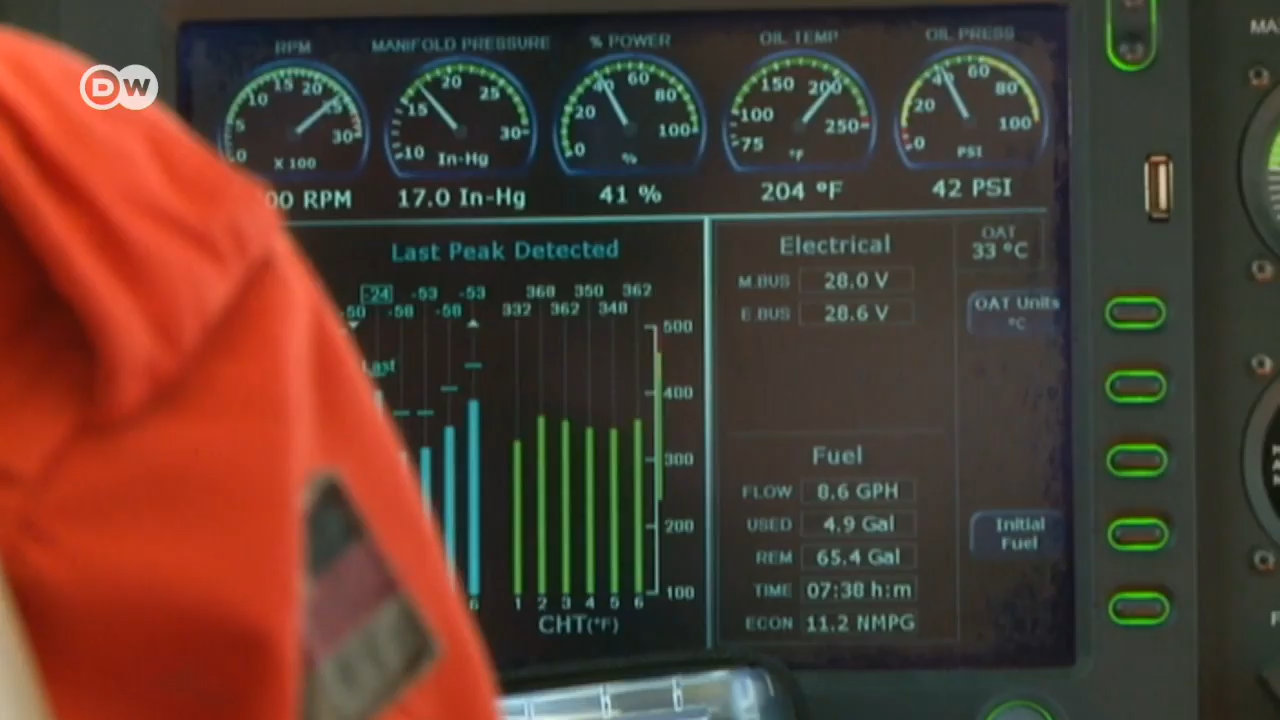 DW
RPM
MANIFOLD PRESSURE
% POWER
OIL TEMP
OIL PRESS
0 5 10 15 20 25 30
X 100
10 15 20 25 30
In-Hg
0 20 40 60 80 100
%
75 100 150 200 250
°F
0 20 40 60 80 100
PSI
00 RPM
17.0 In-Hg
41 %
204 °F
42 PSI
Last Peak Detected
-24 -53 -53
-58 -58
Last
6
368 350 362
332 362 348
500
400
300
200
100
1 2 3 4 5 6
CHT(°F)
Electrical
M.BUS 28.0 V
E.BUS 28.6 V
Fuel
FLOW 8.6 GPH
USED 4.9 Gal
REM 65.4 Gal
TIME 07:38 h:m
ECON 11.2 NMPG
OAT
33 °C
OAT Units
°C
Initial
Fuel